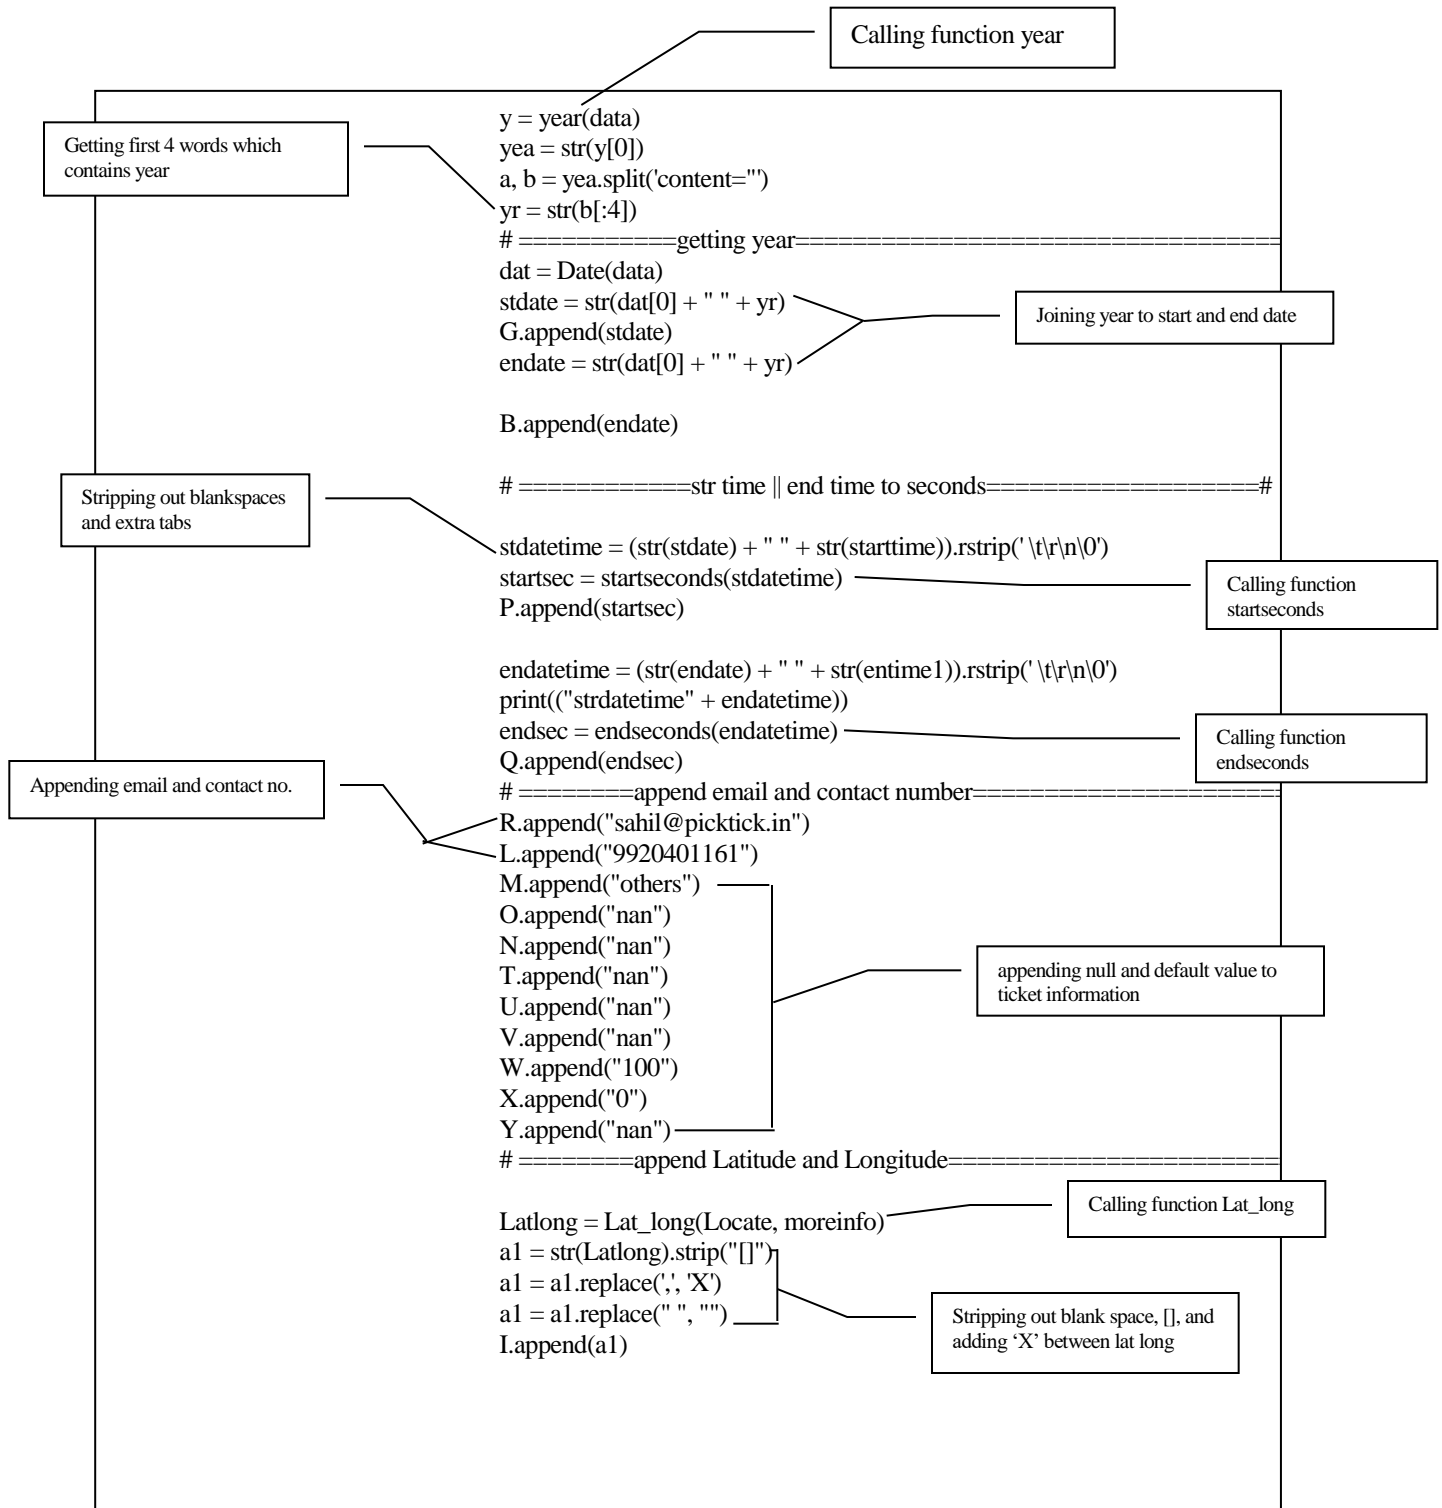 Calling function year
y = year(data)
Getting first 4 words which
contains year
yea = str(y[0])
a, b = yea.split('content="')
yr = str(b[:4])
# ===========getting year==================================
dat = Date(data)
stdate = str(dat[0] + " " + yr)
Joining year to start and end date
G.append(stdate)
endate = str(dat[0] + " " + yr)
B.append(endate)
Stripping out blankspaces
and extra tabs
# ============str time || end time to seconds===================#
stdatetime = (str(stdate) + " " + str(starttime)).rstrip(' \t\r\n\0')
startsec = startseconds(stdatetime)
Calling function
startseconds
P.append(startsec)
endatetime = (str(endate) + " " + str(entime1)).rstrip(' \t\r\n\0')
print(("strdatetime" + endatetime))
endsec = endseconds(endatetime)
Calling function
endseconds
Q.append(endsec)
Appending email and contact no.
# ========append email and contact number======================
R.append("sahil@picktick.in")
L.append("9920401161")
M.append("others")
O.append("nan")
N.append("nan")
T.append("nan")
appending null and default value to
ticket information
U.append("nan")
V.append("nan")
W.append("100")
X.append("0")
Y.append("nan")
# ========append Latitude and Longitude=======================
Calling function Lat_long
Latlong = Lat_long(Locate, moreinfo)
a1 = str(Latlong).strip("[]")
a1 = a1.replace(',', 'X')
a1 = a1.replace(" ", "")
Stripping out blank space, [], and
adding ‘X’ between lat long
I.append(a1)